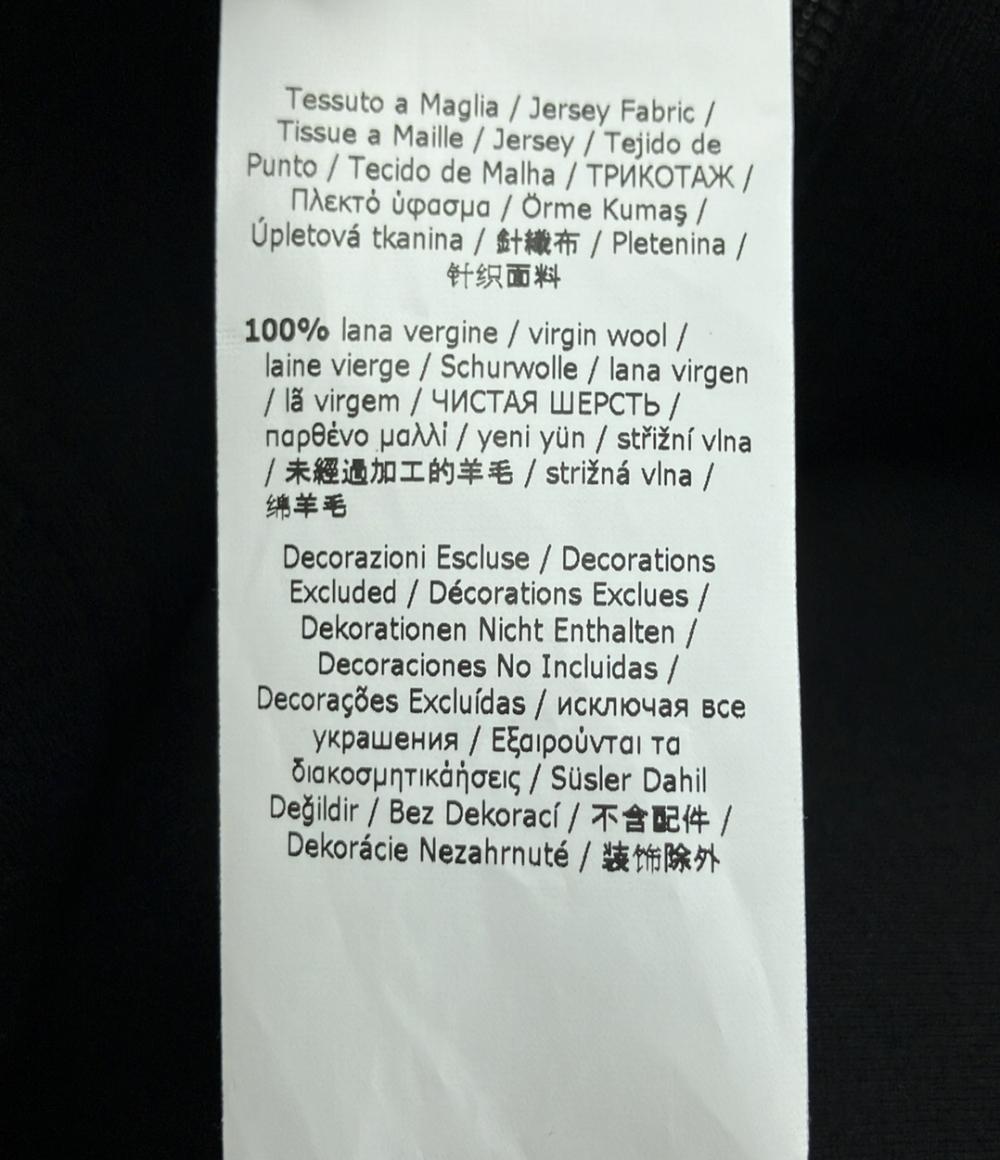 Tessuto a Maglia / Jersey Fabric /
Tissue a Maille / Jersey / Tejido de
Punto / Tecido de Malha / ТРИКОТАЖ /
Πλεκτό ύφασμα / Örme Kumaş /
Úpletová tkanina / 針織布 / Pletenina /
针织面料
100% lana vergine / virgin wool /
laine vierge / Schurwolle / lana virgen
/ lã virgem / ЧИСТАЯ ШЕРСТЬ /
παρθένο μαλλί / yeni yün / střižní vlna
/ 未經過加工的羊毛 / strižná vlna /
绵羊毛
Decorazioni Escluse / Decorations
Excluded / Décorations Exclues /
Dekorationen Nicht Enthalten /
Decoraciones No Incluidas /
Decorações Excluídas / исключая все
украшения / Εξαιρούνται τα
διακοσμητικάήσεις / Süsler Dahil
Değildir / Bez Dekorací / 不含配件 /
Dekorácie Nezahrnuté / 装饰除外